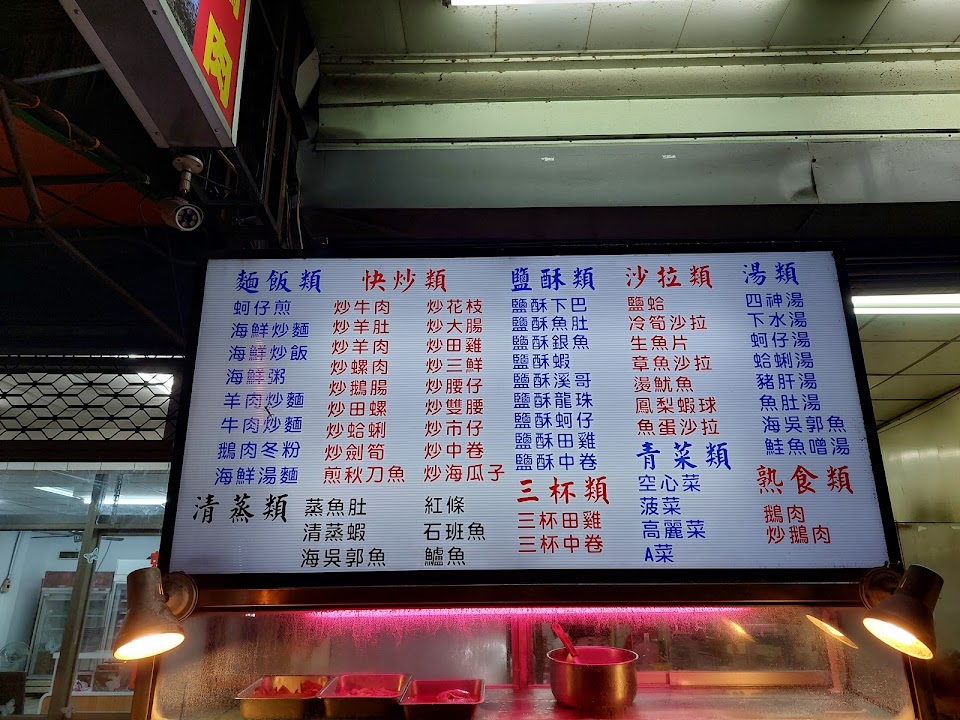 肉
麵飯類
蚵仔煎
海鮮炒麵
海鮮炒飯
海鮮粥
羊肉炒麵
牛肉炒麵
鵝肉冬粉
海鮮湯麵
快炒類
炒牛肉
炒羊肚
炒羊肉
炒螺肉
炒鵝腸
炒田螺
炒蛤蜊
炒劍筍
煎秋刀魚
炒花枝
炒大腸
炒田雞
炒三鮮
炒腰仔
炒雙腰
炒市仔
炒中卷
炒海瓜子
鹽酥類
鹽酥下巴
鹽酥魚肚
鹽酥銀魚
鹽酥蝦
鹽酥溪哥
鹽酥龍珠
鹽酥蚵仔
鹽酥田雞
鹽酥中卷
三杯類
三杯田雞
三杯中卷
沙拉類
鹽蛤
冷筍沙拉
生魚片
章魚沙拉
燙魷魚
鳳梨蝦球
魚蛋沙拉
青菜類
空心菜
菠菜
高麗菜
A菜
湯類
四神湯
下水湯
蚵仔湯
蛤蜊湯
豬肝湯
魚肚湯
海吳郭魚
鮭魚噌湯
熟食類
鵝肉
炒鵝肉
清蒸類
蒸魚肚
清蒸蝦
海吳郭魚
紅條
石班魚
鱸魚